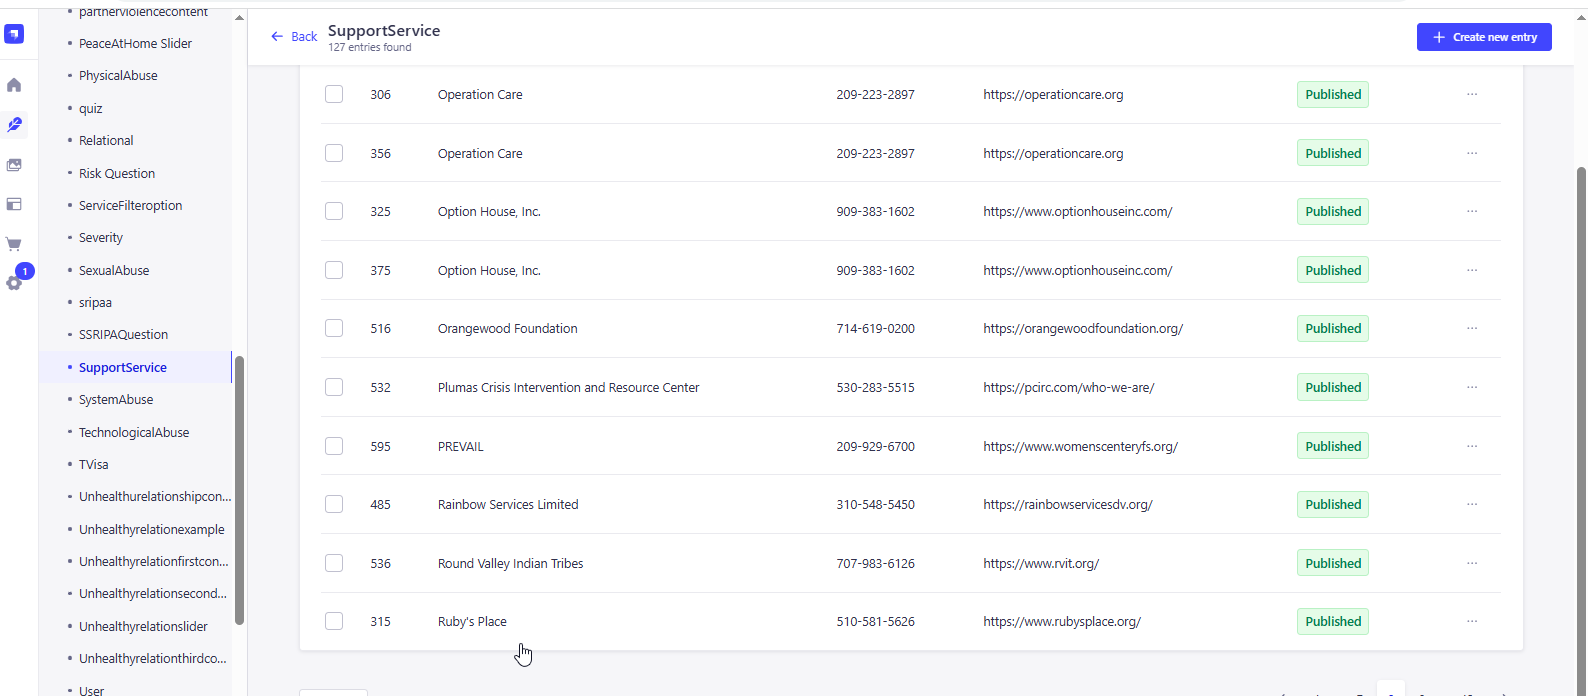 partnerviolencecontent
PeaceAtHome Slider
PhysicalAbuse
quiz
Relational
Risk Question
ServiceFilteroption
Severity
1
SexualAbuse
sripaa
SSRIPAQuestion
SupportService
SystemAbuse
TechnologicalAbuse
TVisa
Unhealthurelationshipcon...
Unhealthyrelationexample
Unhealthyrelationfirstcon...
Unhealthyrelationsecond...
Unhealthyrelationslider
Unhealthyrelationthirdco...
User
Back
SupportService
127 entries found
Create new entry
306 Operation Care 209-223-2897 https://operationcare.org Published ...
356 Operation Care 209-223-2897 https://operationcare.org Published ...
325 Option House, Inc. 909-383-1602 https://www.optionhouseinc.com/ Published ...
375 Option House, Inc. 909-383-1602 https://www.optionhouseinc.com/ Published ...
516 Orangewood Foundation 714-619-0200 https://orangewoodfoundation.org/ Published ...
532 Plumas Crisis Intervention and Resource Center 530-283-5515 https://pcirc.com/who-we-are/ Published ...
595 PREVAIL 209-929-6700 https://www.womenscenteryfs.org/ Published ...
485 Rainbow Services Limited 310-548-5450 https://rainbowservicesdv.org/ Published ...
536 Round Valley Indian Tribes 707-983-6126 https://www.rvit.org/ Published ...
315 Ruby's Place 510-581-5626 https://www.rubysplace.org/ Published ...